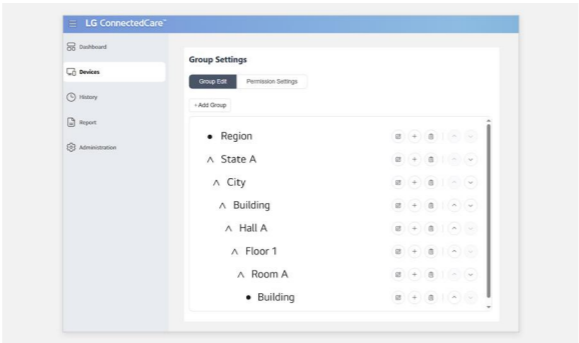 LG ConnectedCare™
Dashboard
Devices
History
Report
Administration
Group Settings
Group Edit Permission Settings
+Add Group
Region
State A
City
Building
Hall A
Floor 1
Room A
Building